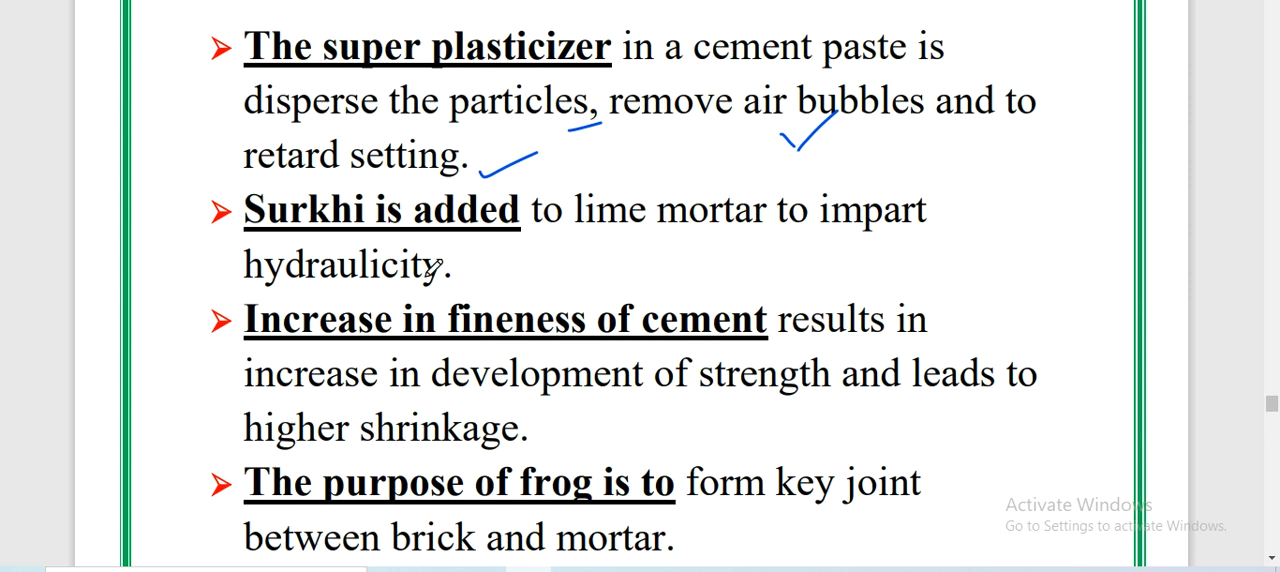 The super plasticizer in a cement paste is
disperse the particles, remove air bubbles and to
retard setting.
Surkhi is added to lime mortar to impart
hydraulicity.
Increase in fineness of cement results in
increase in development of strength and leads to
higher shrinkage.
The purpose of frog is to form key joint
between brick and mortar.
Activate Windows
Go to Settings to activate Windows.